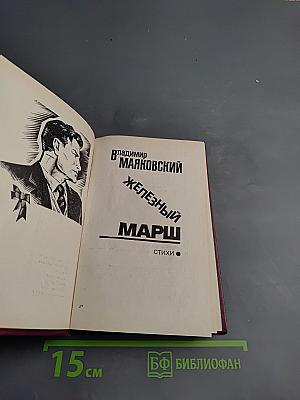 Владимир
МАЯКОВСКИЙ
ЖЕЛЕЗНЫЙ
МАРШ
СТИХИ
15 см
БФ БИБЛИОФАН